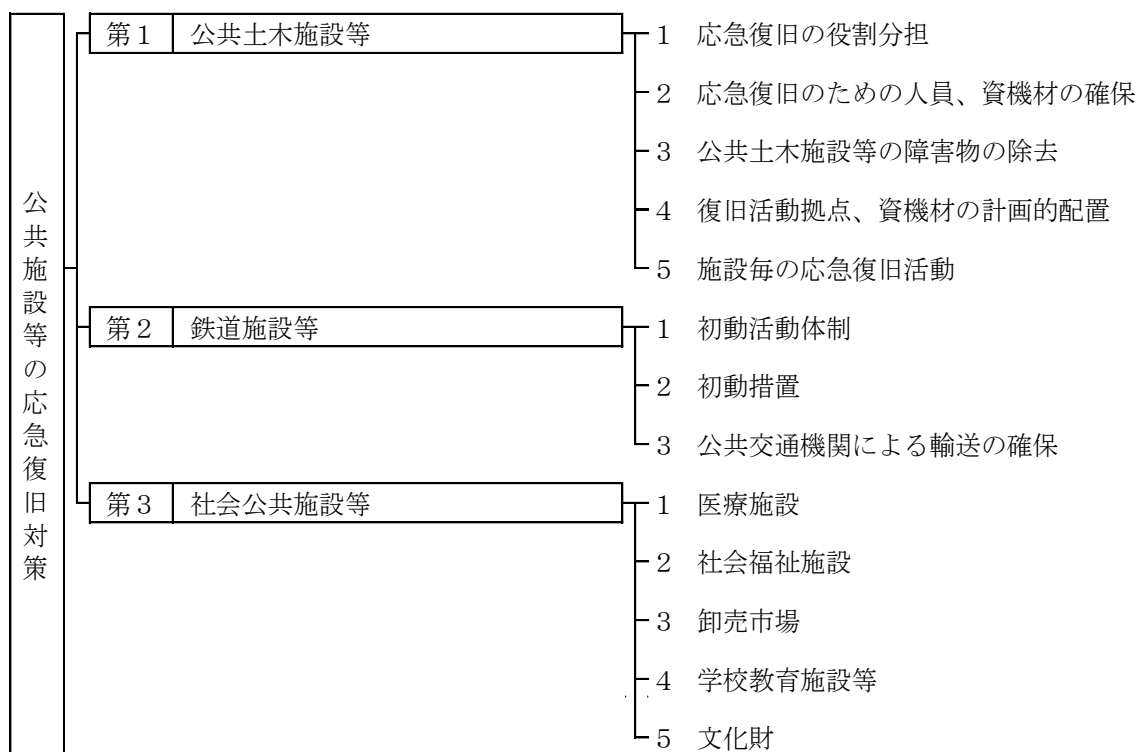 公共施設等の応急復旧対策
第１ 公共土木施設等
１ 応急復旧の役割分担
２ 応急復旧のための人員、資機材の確保
３ 公共土木施設等の障害物の除去
４ 復旧活動拠点、資機材の計画的配置
５ 施設毎の応急復旧活動
第２ 鉄道施設等
１ 初動活動体制
２ 初動措置
３ 公共交通機関による輸送の確保
第３ 社会公共施設等
１ 医療施設
２ 社会福祉施設
３ 卸売市場
４ 学校教育施設等
５ 文化財